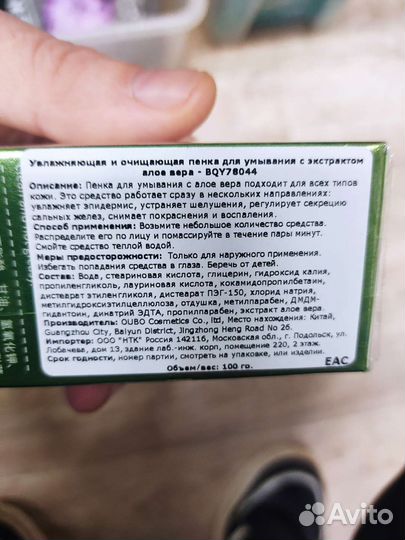 Увлажняющая и очищающая пенка для умывания с экстрактом
алое вера - BQY78044
Описание: Пенка для умывания с алое вера подходит для всех типов
кожи. Это средство работает сразу в нескольких направлениях:
увлажняет эпидермис, устраняет шелушения, регулирует секрецию
сальных желез, снимает покраснения и воспаления.
Способ применения: Возьмите небольшое количество средства.
Распределите его по лицу и помассируйте в течение пары минут.
Смойте средство теплой водой.
Меры предосторожности: Только для наружного применения.
Избегать попадания средства в глаза. Беречь от детей.
Состав: Вода, стеариновая кислота, глицерин, гидроксид калия,
пропиленгликоль, лауриновая кислота, кокамидопропилбетаин,
дистеарат этиленгликоля, дистеарат ПЭГ-150, хлорид натрия,
метилгидроксиэтилцеллюлоза, отдушка, метилпарабен, ДМДМ-
гидантоин, динатрий ЭДТА, пропилпарабен, экстракт алое вера.
Производитель: OUBO Cosmetics Co., ltd, Место нахождения: Китай,
Guangzhou City, Baiyun District, Jingzhong Heng Road No 26.
Импортер: ООО "НТК" Россия 142116, Московская обл., г. Подольск, ул.
Лобачева, дом 13, здание лаб.-инж. корп, помещение 220, 2 этаж.
Срок годности, номер партии, смотреть на упаковке, или изделии.
EAC
Объем/вес: 100 гр.
Avito